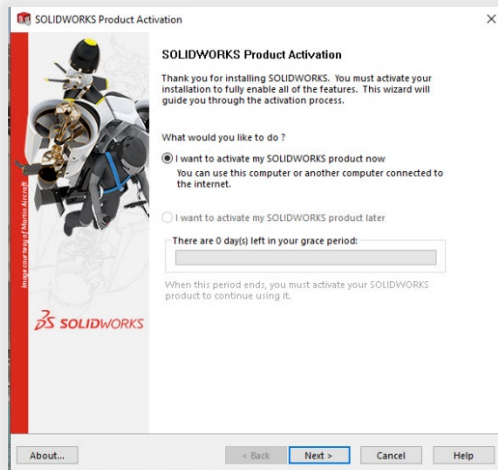 SOLIDWORKS Product Activation
SOLIDWORKS Product Activation
Thank you for installing SOLIDWORKS. You must activate your
installation to fully enable all of the features. This wizard will
guide you through the activation process.
What would you like to do ?
I want to activate my SOLIDWORKS product now
You can use this computer or another computer connected to
the internet.
I want to activate my SOLIDWORKS product later
There are 0 day(s) left in your grace period:
When this period ends, you must activate your SOLIDWORKS
product to continue using it.
Image courtesy of Martin Aircraft
SOLIDWORKS
About...
< Back
Next >
Cancel
Help